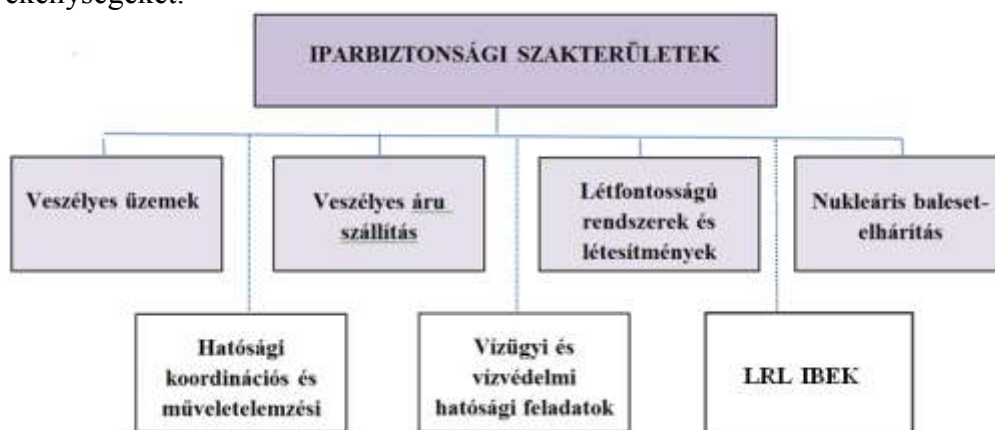 ékenységeket.
IPARBIZTONSÁGI SZAKTERÜLETEK
Veszélyes üzemek
Veszélyes áru
szállítás
Létfontosságú
rendszerek és
létesítmények
Nukleáris baleset-
elhárítás
Hatósági
koordinációs és
műveletelemzési
Vízügyi és
vízvédelmi
hatósági feladatok
LRL IBEK